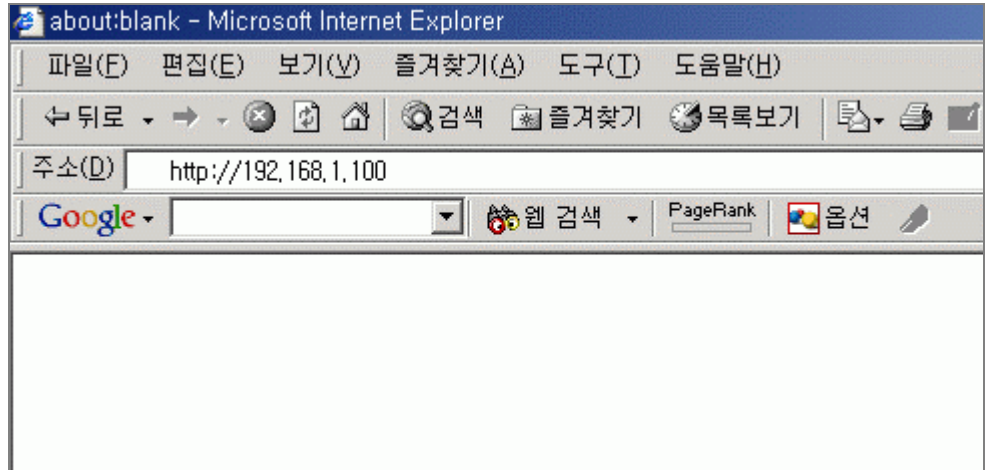 about:blank - Microsoft Internet Explorer
파일(F) 편집(E) 보기(V) 즐겨찾기(A) 도구(T) 도움말(H)
뒤로 검색 즐겨찾기 목록보기
주소(D) http://192,168,1,100
Google 웹 검색 PageRank 옵션